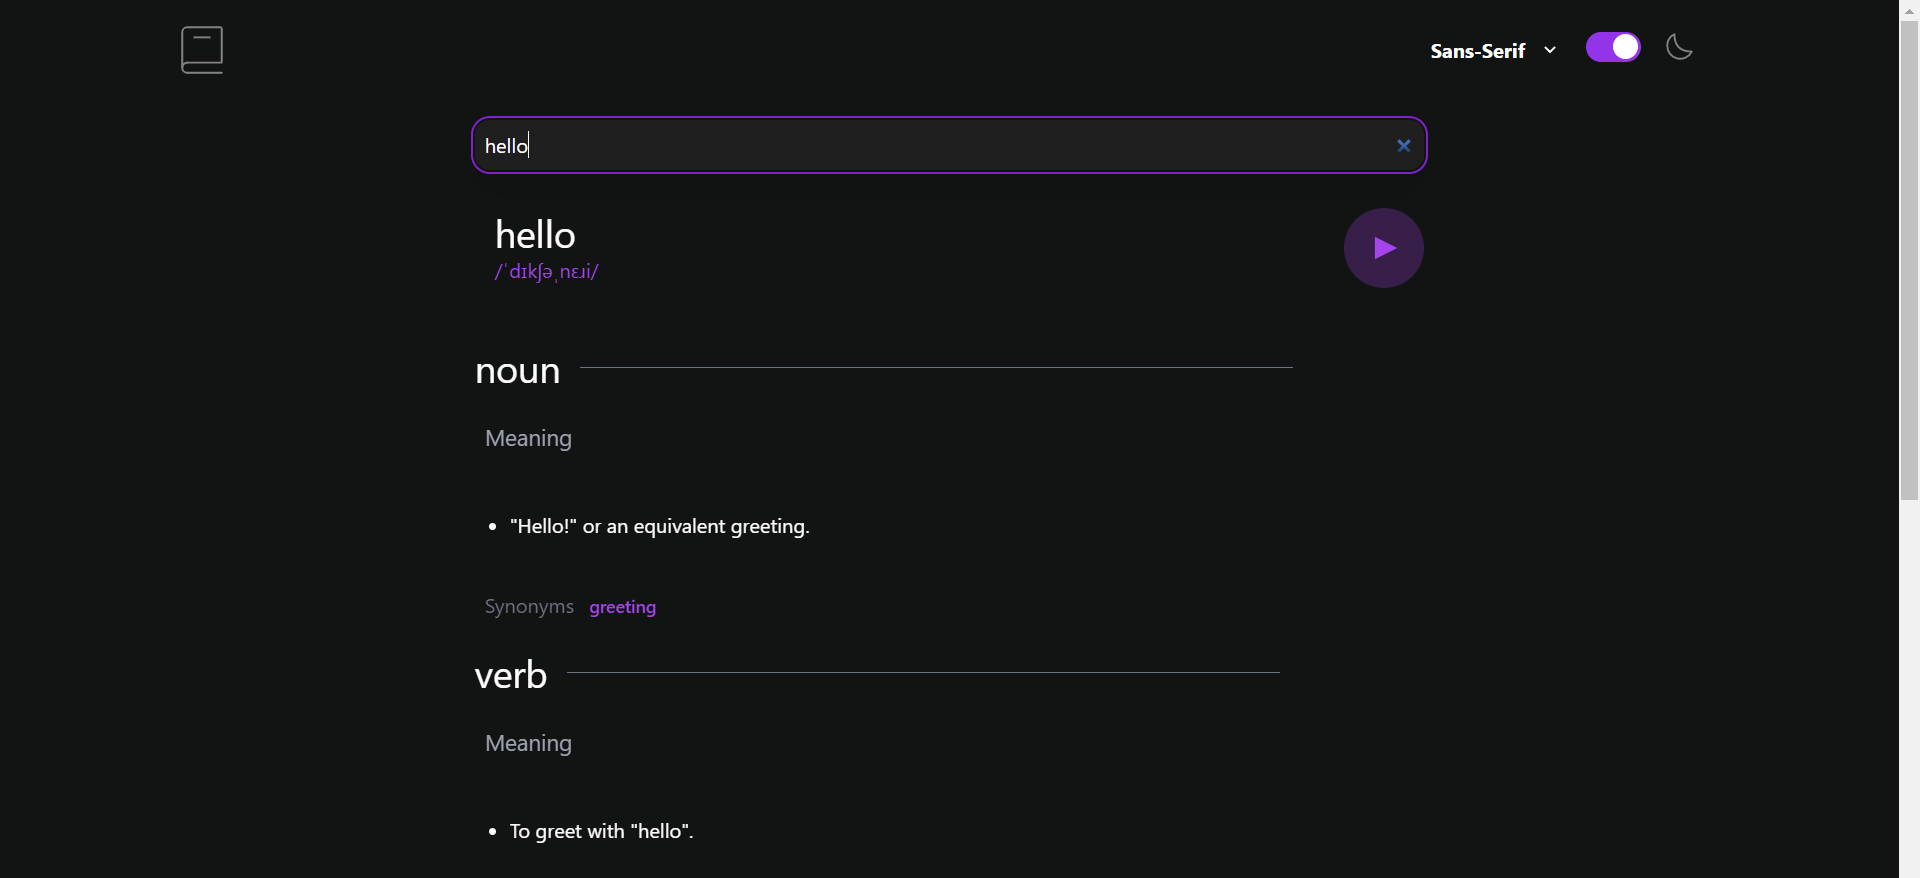 Sans-Serif
hello
hello
/ˈdɪkʃəˌnɛɹi/
noun
Meaning
"Hello!" or an equivalent greeting.
Synonyms greeting
verb
Meaning
To greet with "hello".